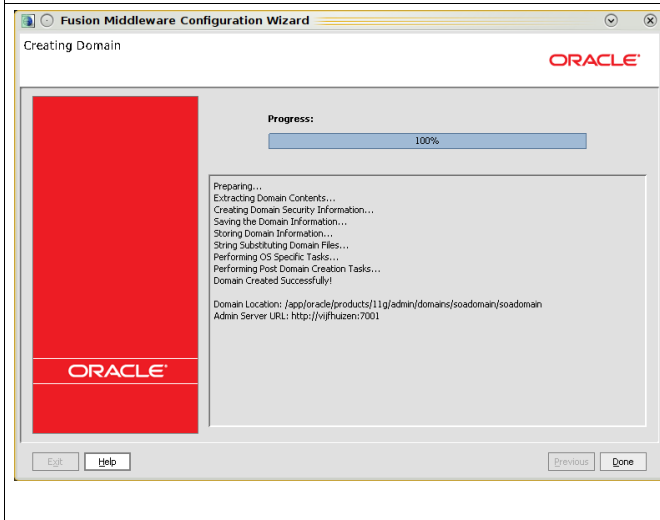 Fusion Middleware Configuration Wizard
Creating Domain
ORACLE
Progress:
100%
Preparing...
Extracting Domain Contents...
Creating Domain Security Information...
Saving the Domain Information...
Storing Domain Information...
String Substituting Domain Files...
Performing OS Specific Tasks...
Performing Post Domain Creation Tasks...
Domain Created Successfully!
Domain Location: /app/oracle/products/11g/admin/domains/soadomain/soadomain
Admin Server URL: http://vijfhuizen:7001
ORACLE
Exit Help Previous Done